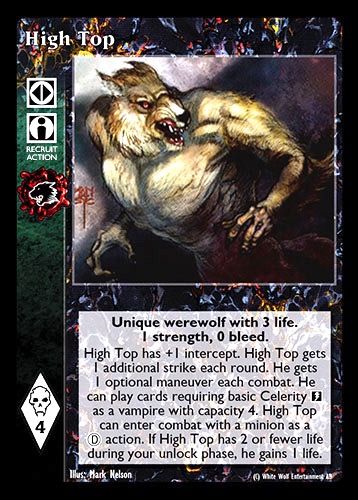 High Top
RECRUIT
ACTION
Unique werewolf with 3 life.
1 strength, 0 bleed.
High Top has +1 intercept. High Top gets
1 additional strike each round. He gets
1 optional maneuver each combat. He
can play cards requiring basic Celerity
as a vampire with capacity 4. High Top
can enter combat with a minion as a
D action. If High Top has 2 or fewer life
during your unlock phase, he gains 1 life.
4
Illus: Mark Nelson